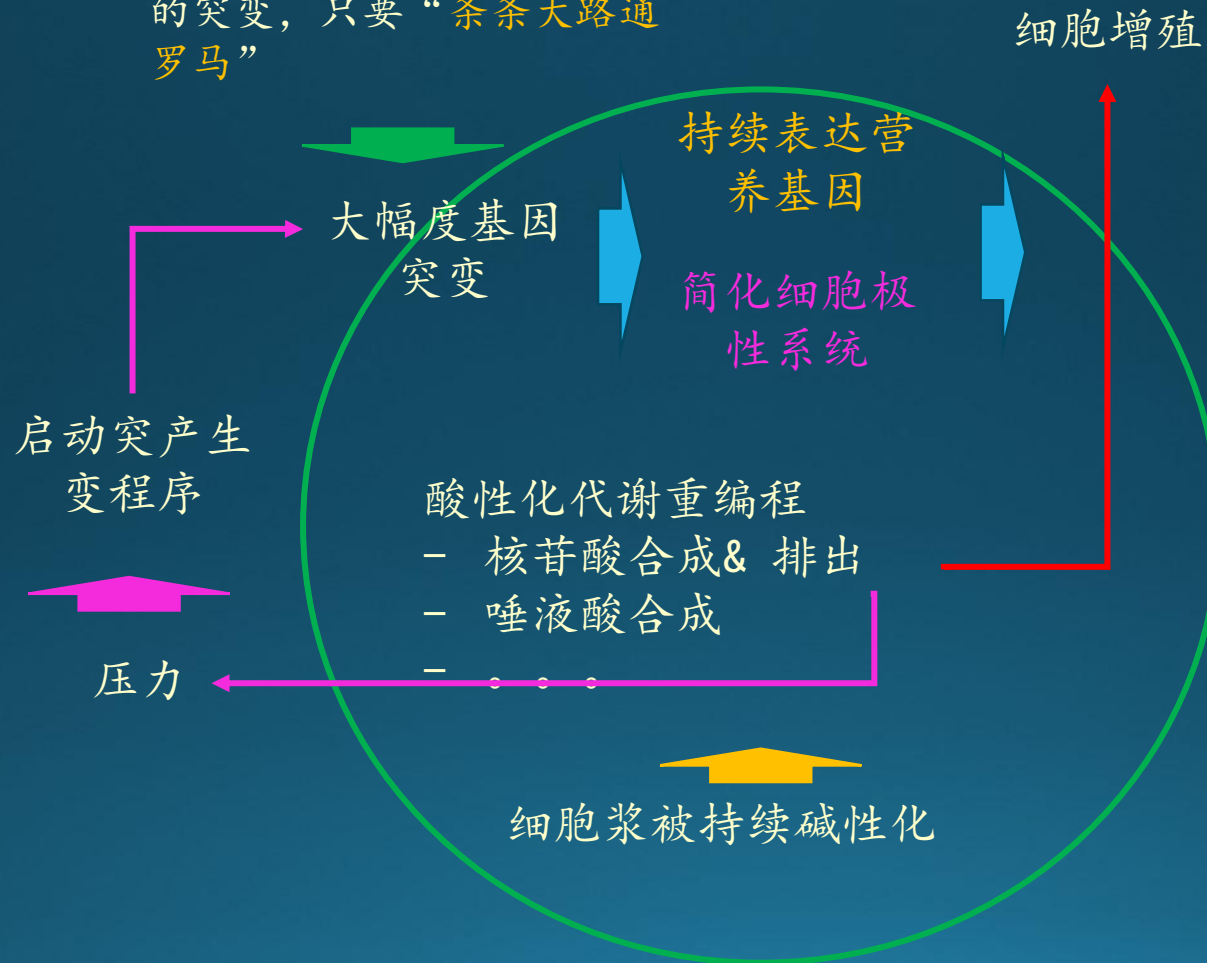 的突变, 只要“条条大路通
罗马”
细胞增殖
持续表达营
养基因
大幅度基因
突变
简化细胞极
性系统
启动突产生
变程序
酸性化代谢重编程
- 核苷酸合成& 排出
- 唾液酸合成
- 。。。
压力
细胞浆被持续碱性化